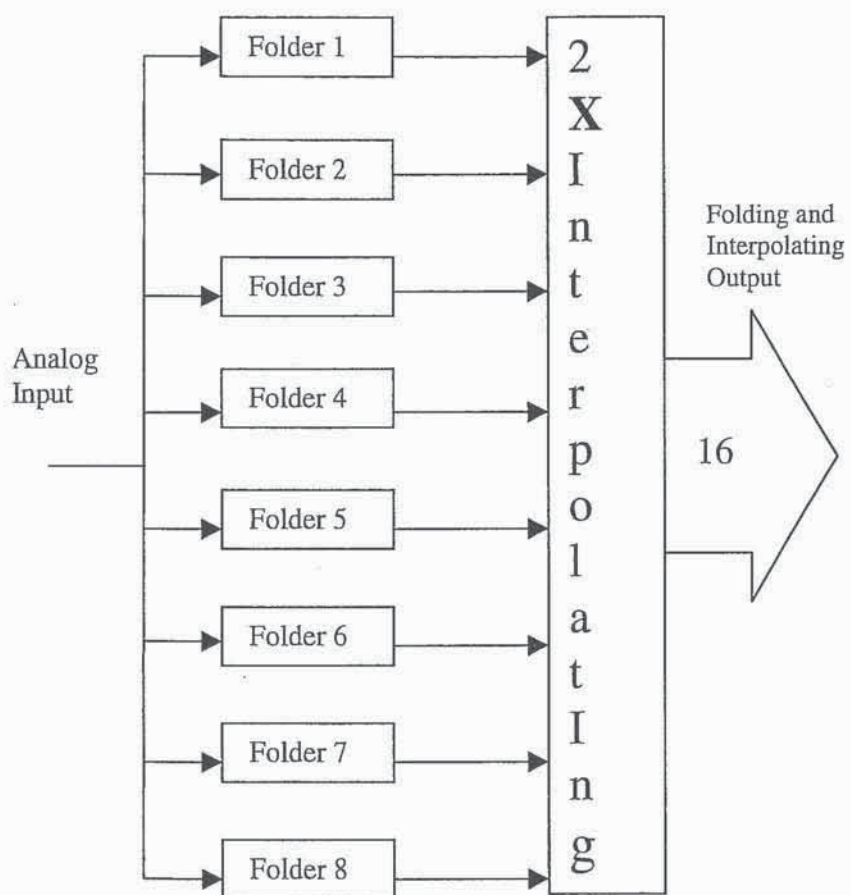 Folder 1
Folder 2
Folder 3
Folder 4
Folder 5
Folder 6
Folder 7
Folder 8
Analog
Input
2
X
I
n
t
e
r
p
o
l
a
t
I
n
g
Folding and
Interpolating
Output
16